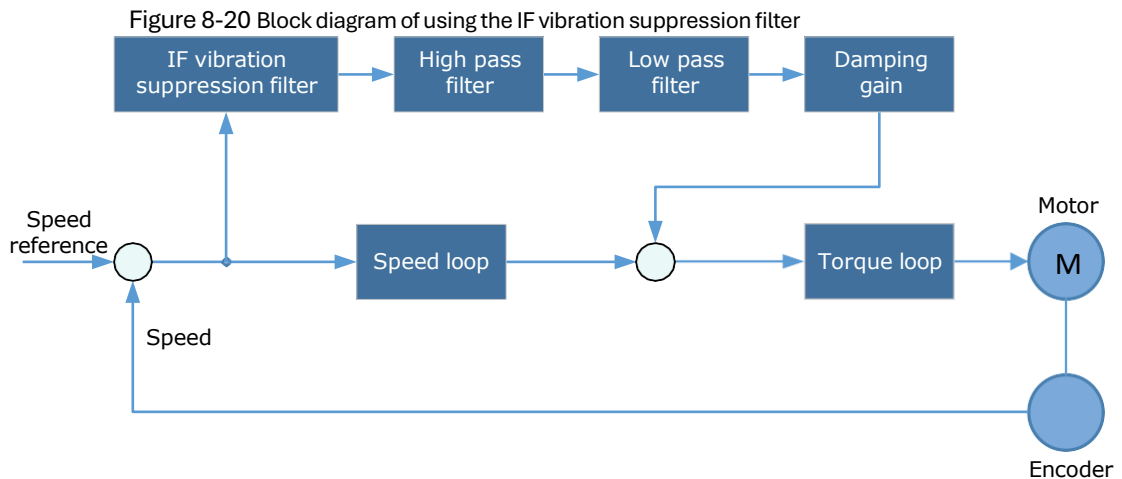 Figure 8-20 Block diagram of using the IF vibration suppression filter
IF vibration
suppression filter
High pass
filter
Low pass
filter
Damping
gain
Speed
reference
Speed loop
Torque loop
Motor
M
Speed
Encoder